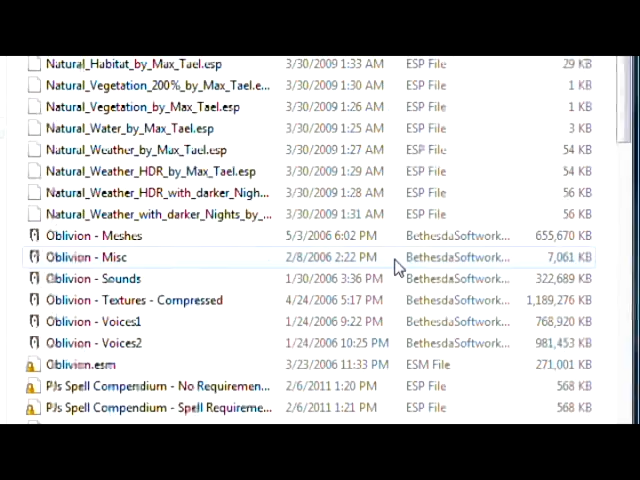 Natural_Habitat_by_Max_Tael.esp 3/30/2009 1:33 AM ESP File 29 KB
Natural_Vegetation_200%_by_Max_Tael.e... 3/30/2009 1:30 AM ESP File 1 KB
Natural_Vegetation_by_Max_Tael.esp 3/30/2009 1:26 AM ESP File 1 KB
Natural_Water_by_Max_Tael.esp 3/30/2009 1:25 AM ESP File 3 KB
Natural_Weather_by_Max_Tael.esp 3/30/2009 1:27 AM ESP File 54 KB
Natural_Weather_HDR_by_Max_Tael.esp 3/30/2009 1:29 AM ESP File 54 KB
Natural_Weather_HDR_with_darker_Nigh... 3/30/2009 1:28 AM ESP File 56 KB
Natural_Weather_with_darker_Nights_by_... 3/30/2009 1:31 AM ESP File 56 KB
Oblivion - Meshes 5/3/2006 6:02 PM BethesdaSoftwork... 655,670 KB
Oblivion - Misc 2/8/2006 2:22 PM BethesdaSoftwork... 7,061 KB
Oblivion - Sounds 1/30/2006 3:36 PM BethesdaSoftwork... 322,689 KB
Oblivion - Textures - Compressed 4/24/2006 5:17 PM BethesdaSoftwork... 1,189,276 KB
Oblivion - Voices1 1/24/2006 9:22 PM BethesdaSoftwork... 768,920 KB
Oblivion - Voices2 1/24/2006 10:25 PM BethesdaSoftwork... 981,453 KB
Oblivion.esm 3/23/2006 11:33 PM ESM File 271,001 KB
PJs Spell Compendium - No Requiremen... 2/6/2011 1:20 PM ESP File 568 KB
PJs Spell Compendium - Spell Requireme... 2/6/2011 1:21 PM ESP File 568 KB